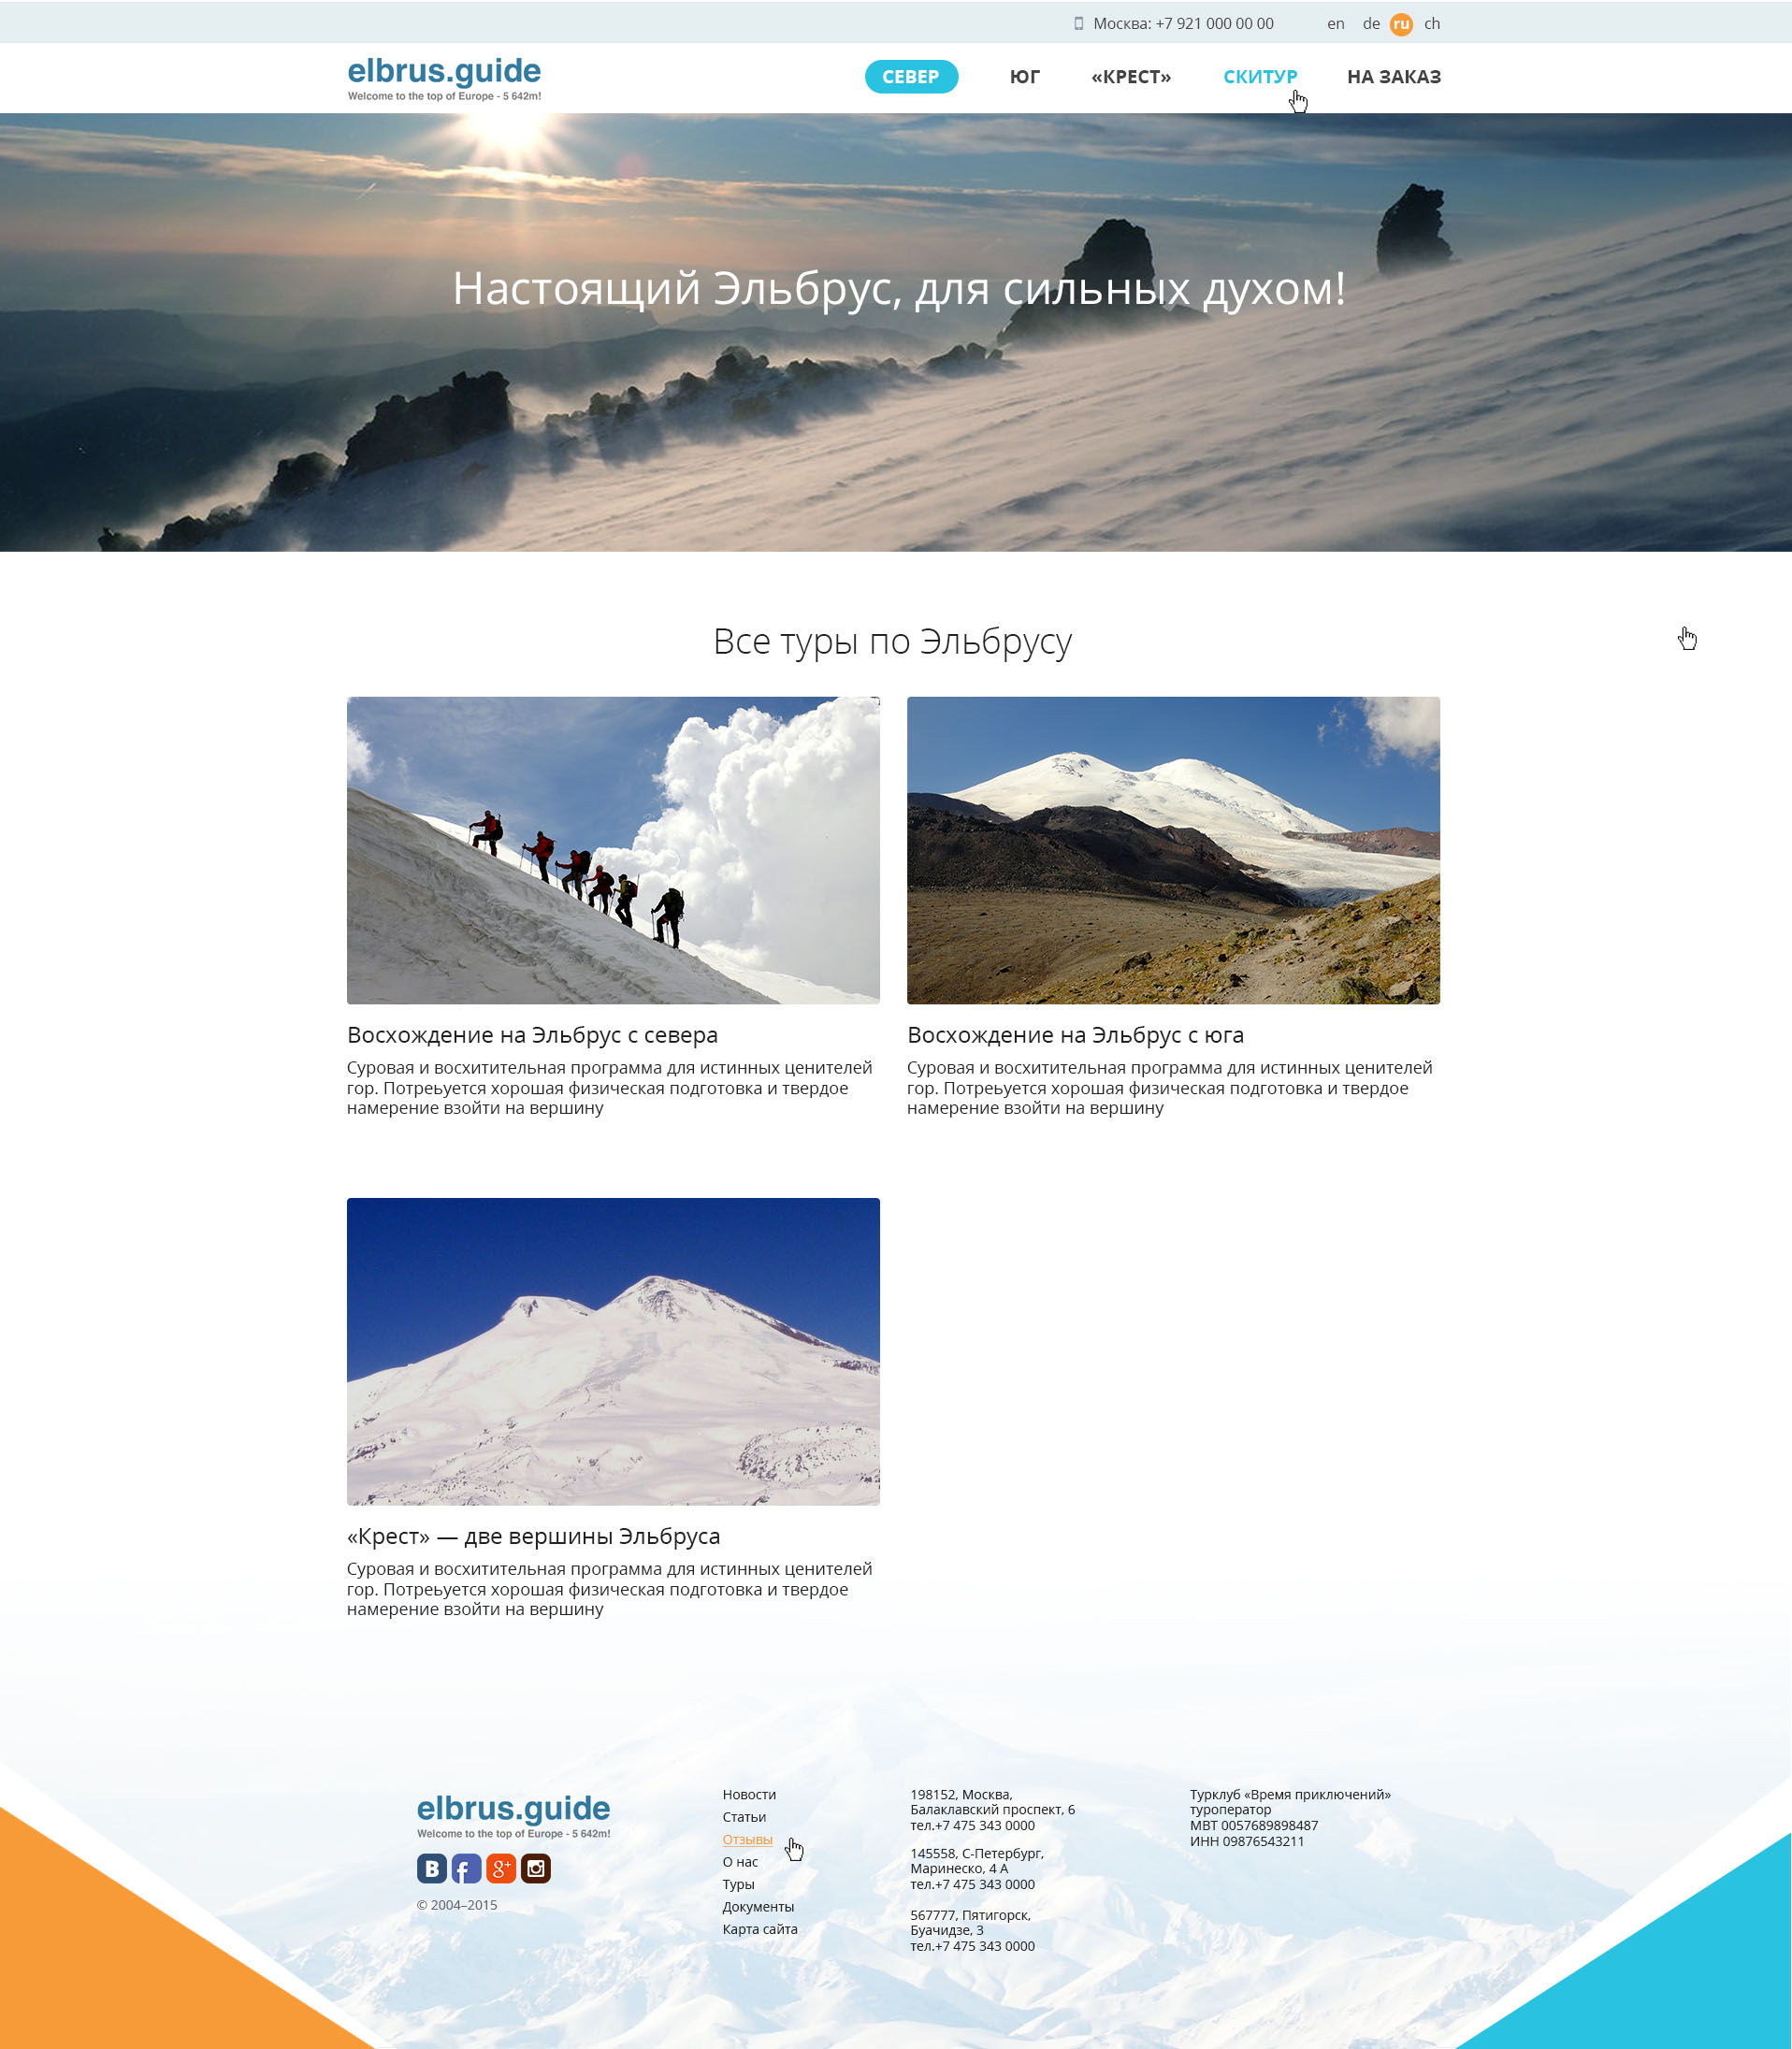 Москва: +7 921 000 00 00 en de ru ch
elbrus.guide
Welcome to the top of Europe - 5 642m!
СЕВЕР ЮГ «КРЕСТ» СКИТУР НА ЗАКАЗ
Настоящий Эльбрус, для сильных духом!
Все туры по Эльбрусу
Восхождение на Эльбрус с севера
Суровая и восхитительная программа для истинных ценителей
гор. Потреьуется хорошая физическая подготовка и твердое
намерение взойти на вершину
Восхождение на Эльбрус с юга
Суровая и восхитительная программа для истинных ценителей
гор. Потреьуется хорошая физическая подготовка и твердое
намерение взойти на вершину
«Крест» — две вершины Эльбруса
Суровая и восхитительная программа для истинных ценителей
гор. Потреьуется хорошая физическая подготовка и твердое
намерение взойти на вершину
elbrus.guide
Welcome to the top of Europe - 5 642m!
B f g+
© 2004–2015
Новости
Статьи
Отзывы
О нас
Туры
Документы
Карта сайта
198152, Москва,
Балаклавский проспект, 6
тел.+7 475 343 0000
145558, С-Петербург,
Маринеско, 4 А
тел.+7 475 343 0000
567777, Пятигорск,
Буачидзе, 3
тел.+7 475 343 0000
Турклуб «Время приключений»
туроператор
МВТ 0057689898487
ИНН 09876543211